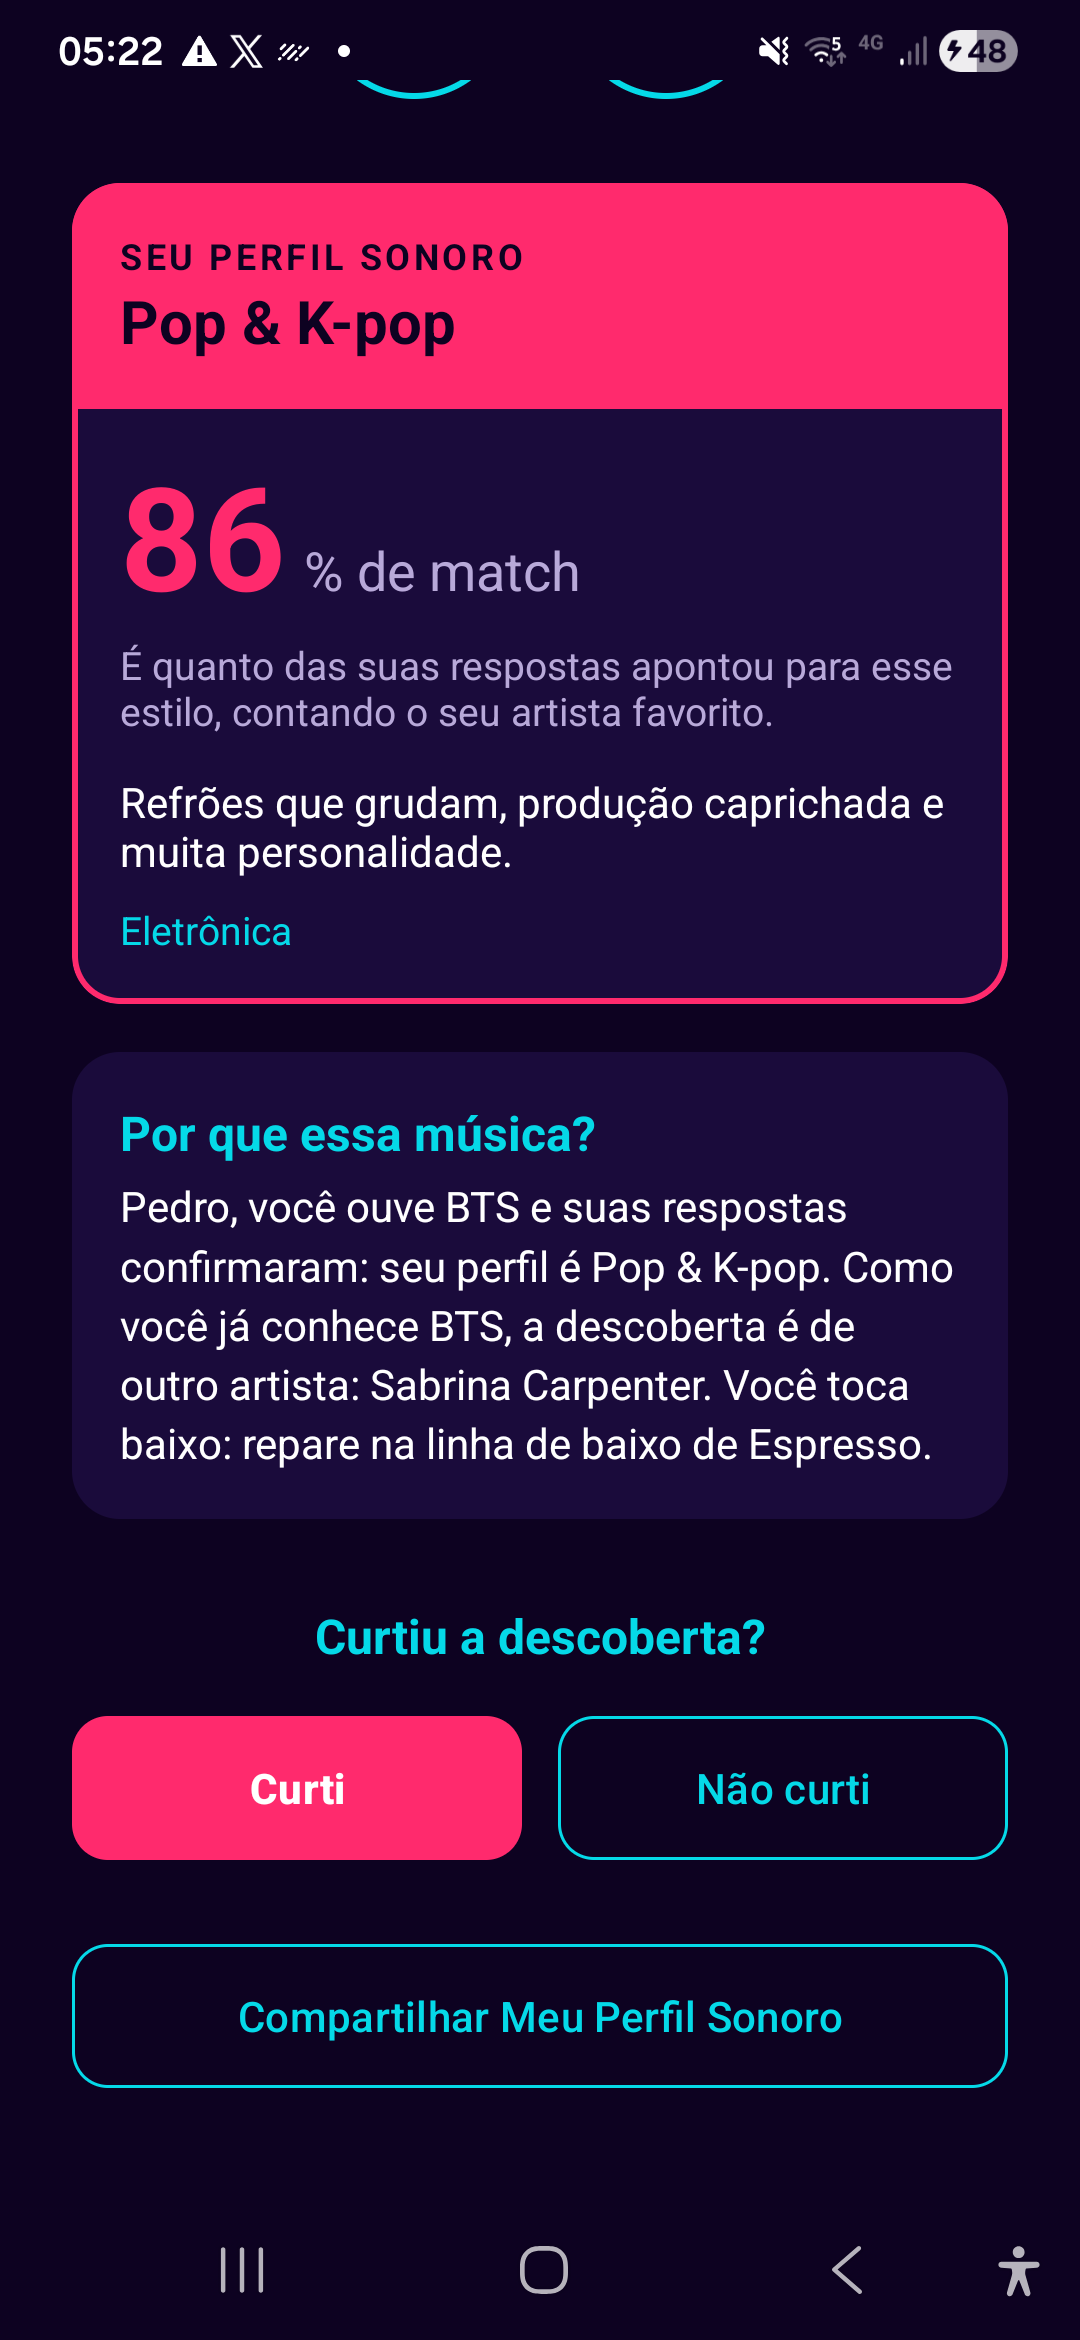 05:22
5
4G
48
SEU PERFIL SONORO
Pop & K-pop
86 % de match
É quanto das suas respostas apontou para esse
estilo, contando o seu artista favorito.
Refrões que grudam, produção caprichada e
muita personalidade.
Eletrônica
Por que essa música?
Pedro, você ouve BTS e suas respostas
confirmaram: seu perfil é Pop & K-pop. Como
você já conhece BTS, a descoberta é de
outro artista: Sabrina Carpenter. Você toca
baixo: repare na linha de baixo de Espresso.
Curtiu a descoberta?
Curti
Não curti
Compartilhar Meu Perfil Sonoro